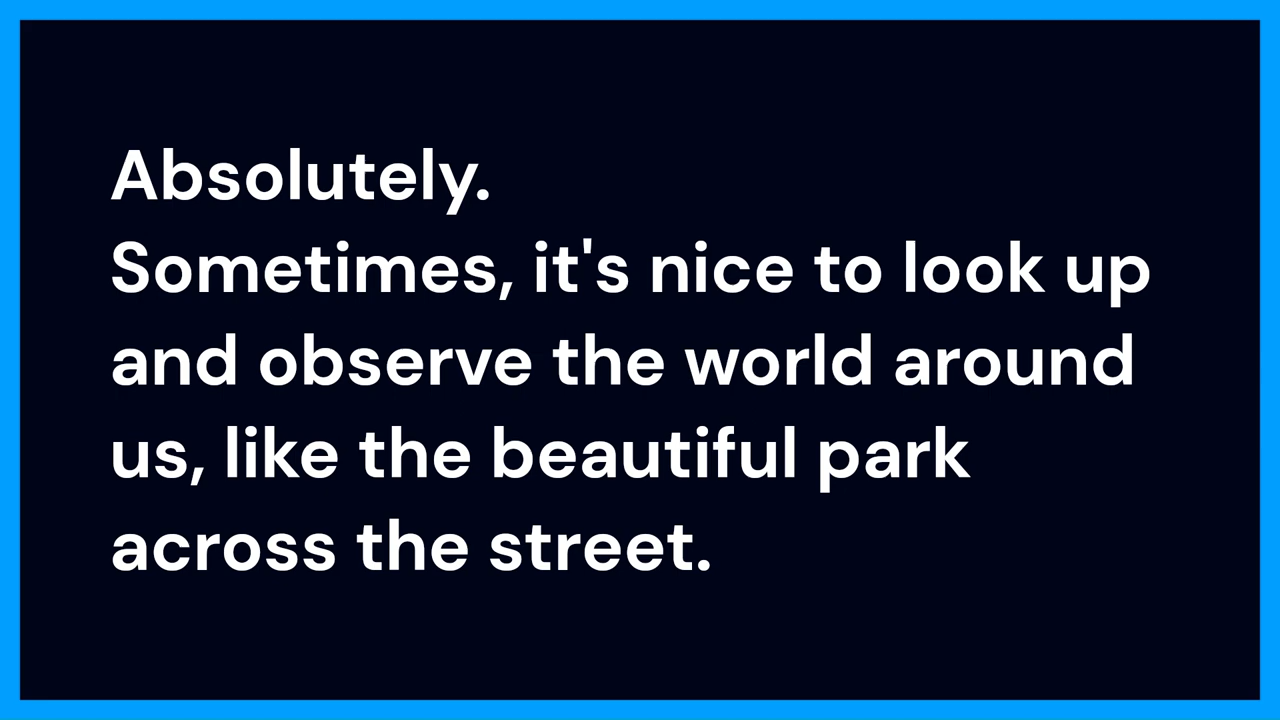 Absolutely.
Sometimes, it's nice to look up
and observe the world around
us, like the beautiful park
across the street.